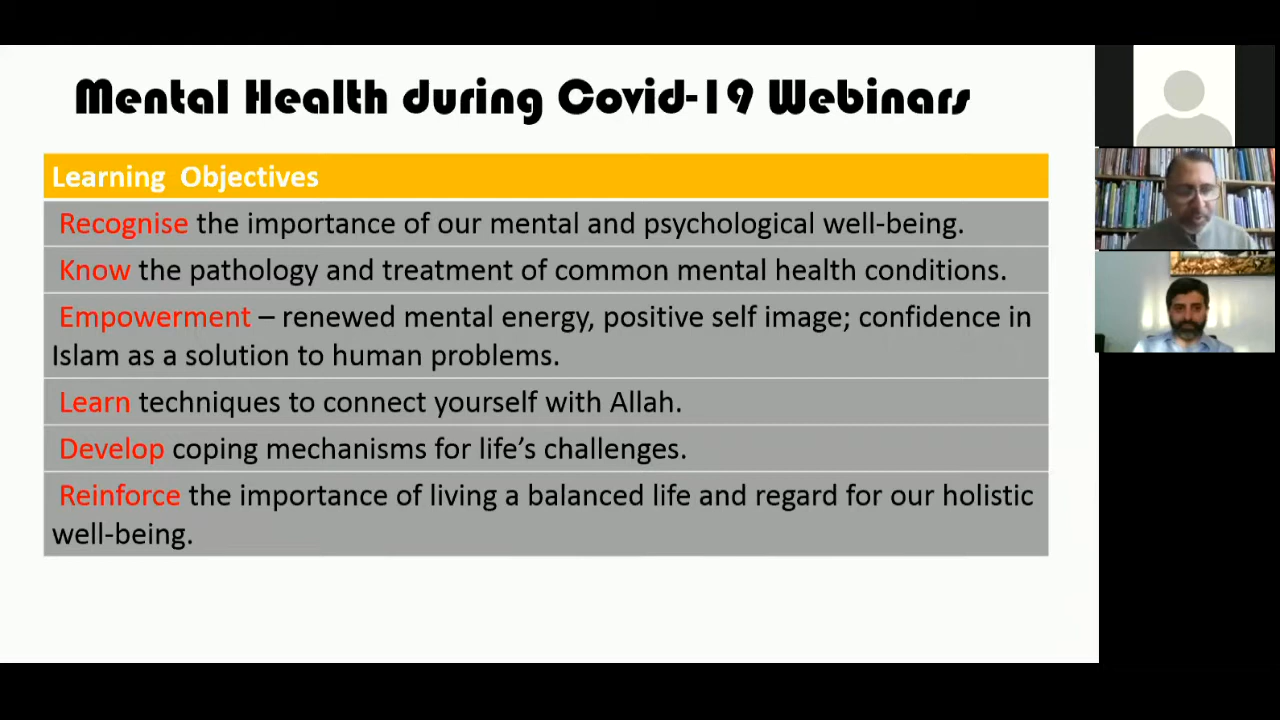 Mental Health during Covid-19 Webinars
Learning Objectives
Recognise the importance of our mental and psychological well-being.
Know the pathology and treatment of common mental health conditions.
Empowerment – renewed mental energy, positive self image; confidence in
Islam as a solution to human problems.
Learn techniques to connect yourself with Allah.
Develop coping mechanisms for life’s challenges.
Reinforce the importance of living a balanced life and regard for our holistic
well-being.